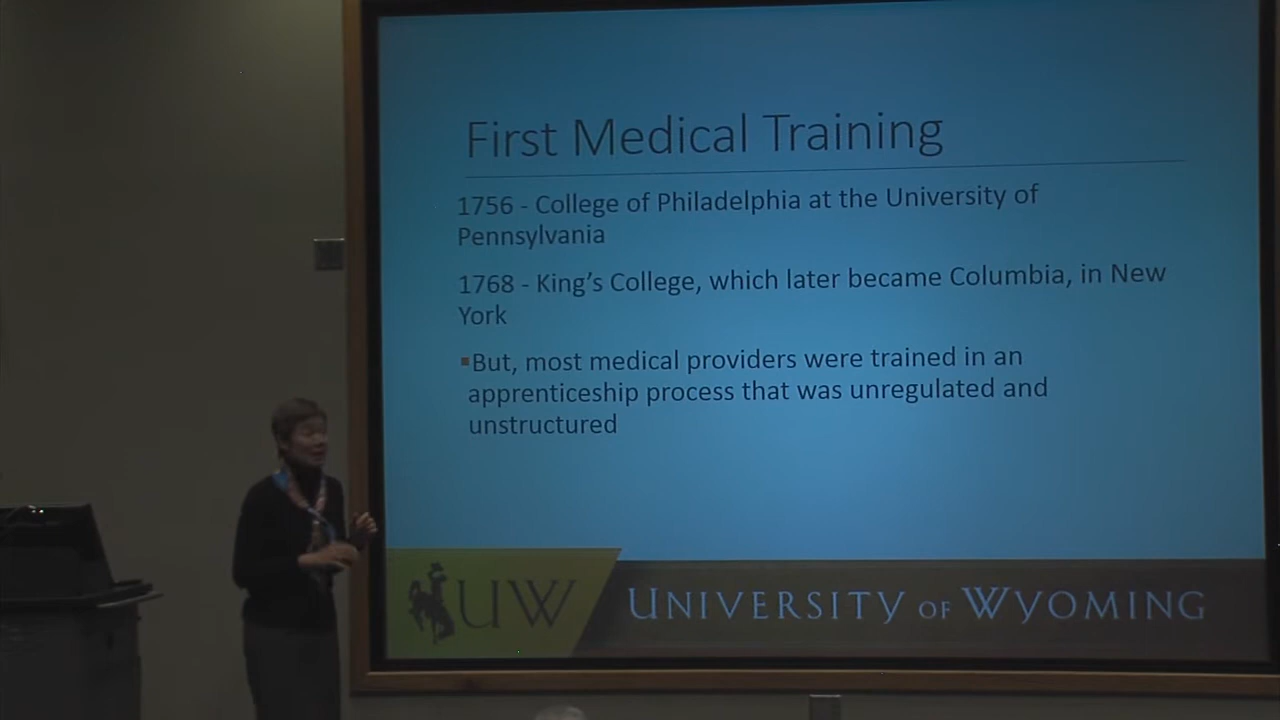 First Medical Training
1756 - College of Philadelphia at the University of
Pennsylvania
1768 - King's College, which later became Columbia, in New
York
▪But, most medical providers were trained in an
apprenticeship process that was unregulated and
unstructured
UW
UNIVERSITY OF WYOMING